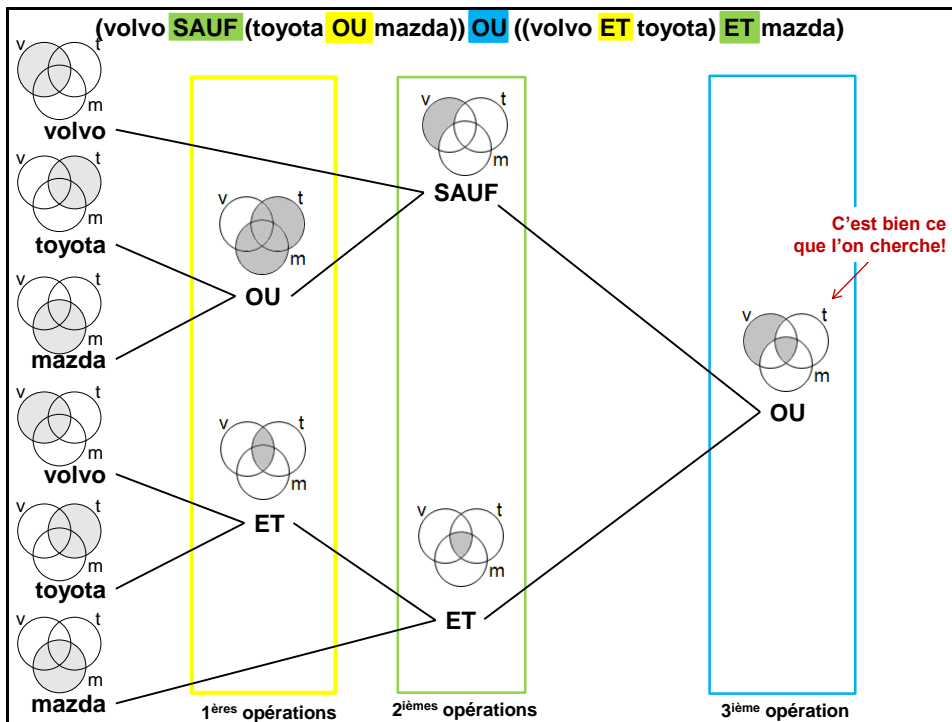 (volvo SAUF (toyota OU mazda)) OU ((volvo ET toyota) ET mazda)
v t
m
volvo
v t
m
toyota
v t
m
mazda
v t
m
volvo
v t
m
toyota
v t
m
mazda
v t
m
OU
v t
m
ET
1ères opérations
v t
m
SAUF
v t
m
ET
2ièmes opérations
C'est bien ce
que l'on cherche!
v t
m
OU
3ième opération